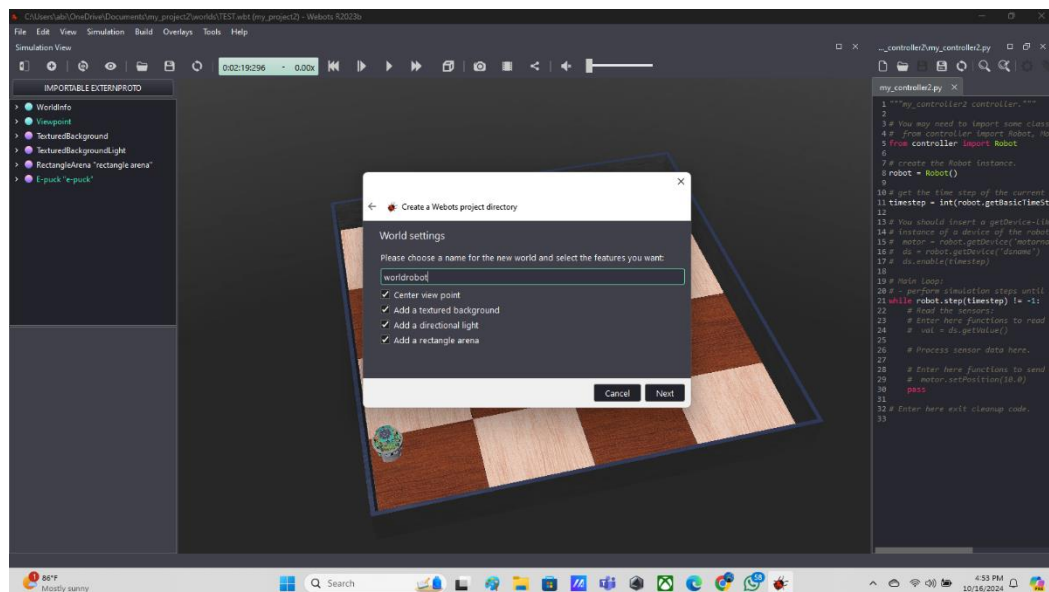 C:\Users\abi\OneDrive\Documents\my_project2\worlds\TEST.wbt (my_project2) - Webots R2023b
File Edit View Simulation Build Overlays Tools Help
Simulation View
..._controller2\my_controller2.py
0:02:19:296 - 0.00x
IMPORTABLE EXTERNPROTO
my_controller2.py
WorldInfo
Viewpoint
TexturedBackground
TexturedBackgroundLight
RectangleArena "rectangle arena"
E-puck "e-puck"
Create a Webots project directory
World settings
Please choose a name for the new world and select the features you want:
worldrobot
Center view point
Add a textured background
Add a directional light
Add a rectangle arena
Cancel Next
1 """my_controller2 controller."""
2
3 # You may need to import some class
4 # from controller import Robot, Mo
5 from controller import Robot
6
7 # create the Robot instance.
8 robot = Robot()
9
10 # get the time step of the current
11 timestep = int(robot.getBasicTimeSt
12
13 # You should insert a getDevice-lik
14 # instance of a device of the robot
15 # motor = robot.getDevice('motorna
16 # ds = robot.getDevice('dsname')
17 # ds.enable(timestep)
18
19 # Main loop:
20 # - perform simulation steps until
21 while robot.step(timestep) != -1:
22 # Read the sensors:
23 # Enter here functions to read
24 # val = ds.getValue()
25
26 # Process sensor data here.
27
28 # Enter here functions to send
29 # motor.setPosition(10.0)
30 pass
31
32 # Enter here exit cleanup code.
33
1
86°F
Mostly sunny
Search
58
4:53 PM
10/16/2024